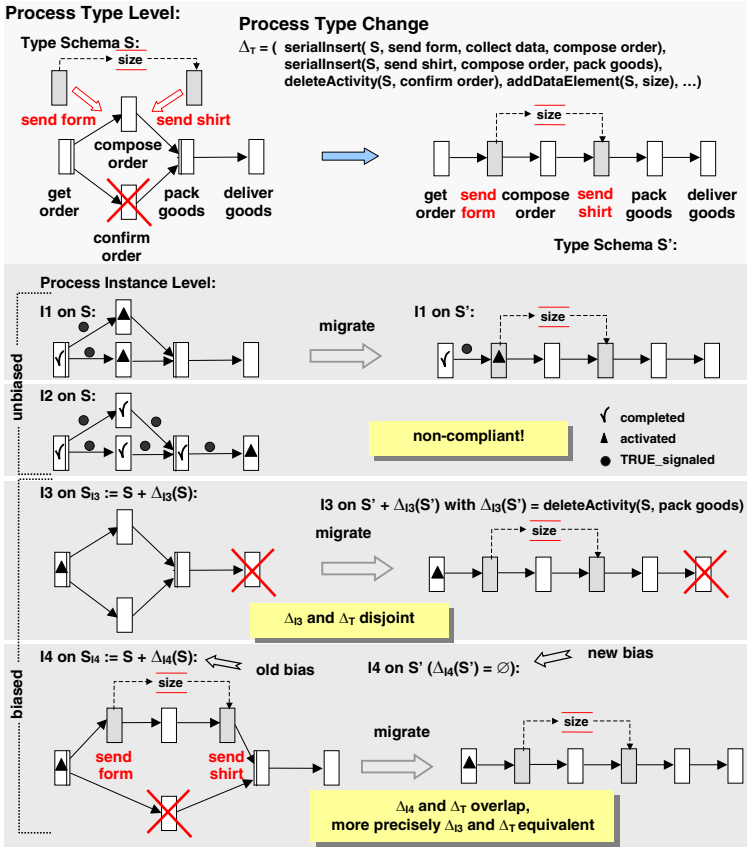 Process Type Level:
Process Type Change
Type Schema S:
ΔT = ( serialInsert( S, send form, collect data, compose order),
serialInsert(S, send shirt, compose order, pack goods),
deleteActivity(S, confirm order), addDataElement(S, size), …)
size
send form
send shirt
compose
order
get
order
pack
goods
deliver
goods
confirm
order
size
get
order
send
form
compose
order
send
shirt
pack
goods
deliver
goods
Type Schema S’:
Process Instance Level:
unbiased
I1 on S:
migrate
I1 on S’:
size
I2 on S:
non-compliant!
completed
activated
TRUE_signaled
biased
I3 on SI3 := S + ΔI3(S):
I3 on S’ + ΔI3(S’) with ΔI3(S’) = deleteActivity(S, pack goods)
migrate
size
ΔI3 and ΔT disjoint
I4 on SI4 := S + ΔI4(S):
old bias
I4 on S’ (ΔI4(S’) = ∅):
new bias
size
send
form
send
shirt
migrate
size
ΔI4 and ΔT overlap,
more precisely ΔI3 and ΔT equivalent